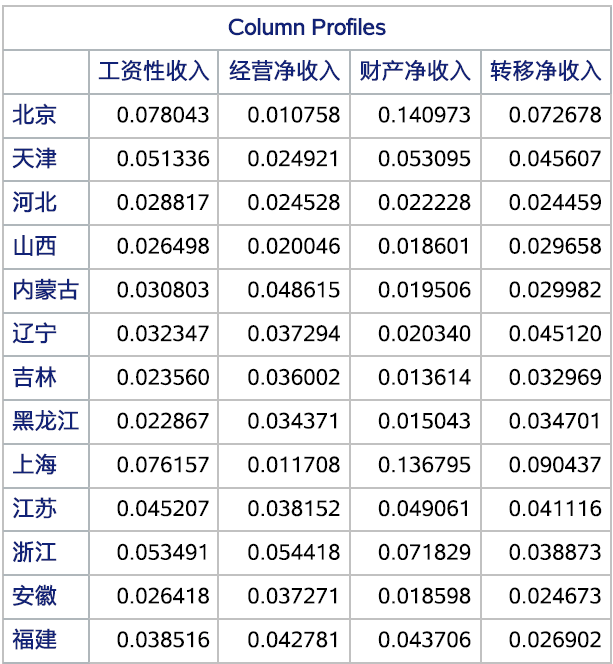 Column Profiles
工资性收入 经营净收入 财产净收入 转移净收入
北京 0.078043 0.010758 0.140973 0.072678
天津 0.051336 0.024921 0.053095 0.045607
河北 0.028817 0.024528 0.022228 0.024459
山西 0.026498 0.020046 0.018601 0.029658
内蒙古 0.030803 0.048615 0.019506 0.029982
辽宁 0.032347 0.037294 0.020340 0.045120
吉林 0.023560 0.036002 0.013614 0.032969
黑龙江 0.022867 0.034371 0.015043 0.034701
上海 0.076157 0.011708 0.136795 0.090437
江苏 0.045207 0.038152 0.049061 0.041116
浙江 0.053491 0.054418 0.071829 0.038873
安徽 0.026418 0.037271 0.018598 0.024673
福建 0.038516 0.042781 0.043706 0.026902